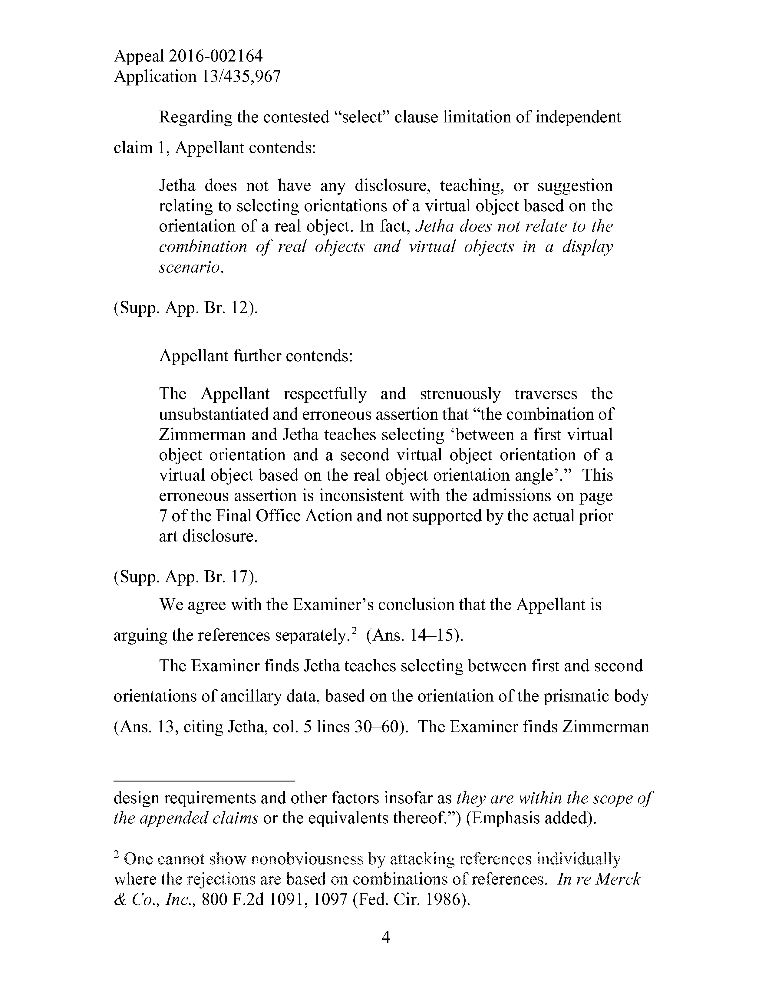 Appeal 2016-002164
Application 13/435,967
Regarding the contested “select” clause limitation of independent
claim 1, Appellant contends:
Jetha does not have any disclosure, teaching, or suggestion
relating to selecting orientations of a virtual object based on the
orientation of a real object. In fact, Jetha does not relate to the
combination of real objects and virtual objects in a display
scenario.
(Supp. App. Br. 12).
Appellant further contends:
The Appellant respectfully and strenuously traverses the
unsubstantiated and erroneous assertion that “the combination of
Zimmerman and Jetha teaches selecting ‘between a first virtual
object orientation and a second virtual object orientation of a
virtual object based on the real object orientation angle’.” This
erroneous assertion is inconsistent with the admissions on page
7 of the Final Office Action and not supported by the actual prior
art disclosure.
(Supp. App. Br. 17).
We agree with the Examiner’s conclusion that the Appellant is
arguing the references separately.² (Ans. 14–15).
The Examiner finds Jetha teaches selecting between first and second
orientations of ancillary data, based on the orientation of the prismatic body
(Ans. 13, citing Jetha, col. 5 lines 30–60). The Examiner finds Zimmerman
design requirements and other factors insofar as they are within the scope of
the appended claims or the equivalents thereof.”) (Emphasis added).
² One cannot show nonobviousness by attacking references individually
where the rejections are based on combinations of references. In re Merck
& Co., Inc., 800 F.2d 1091, 1097 (Fed. Cir. 1986).
4